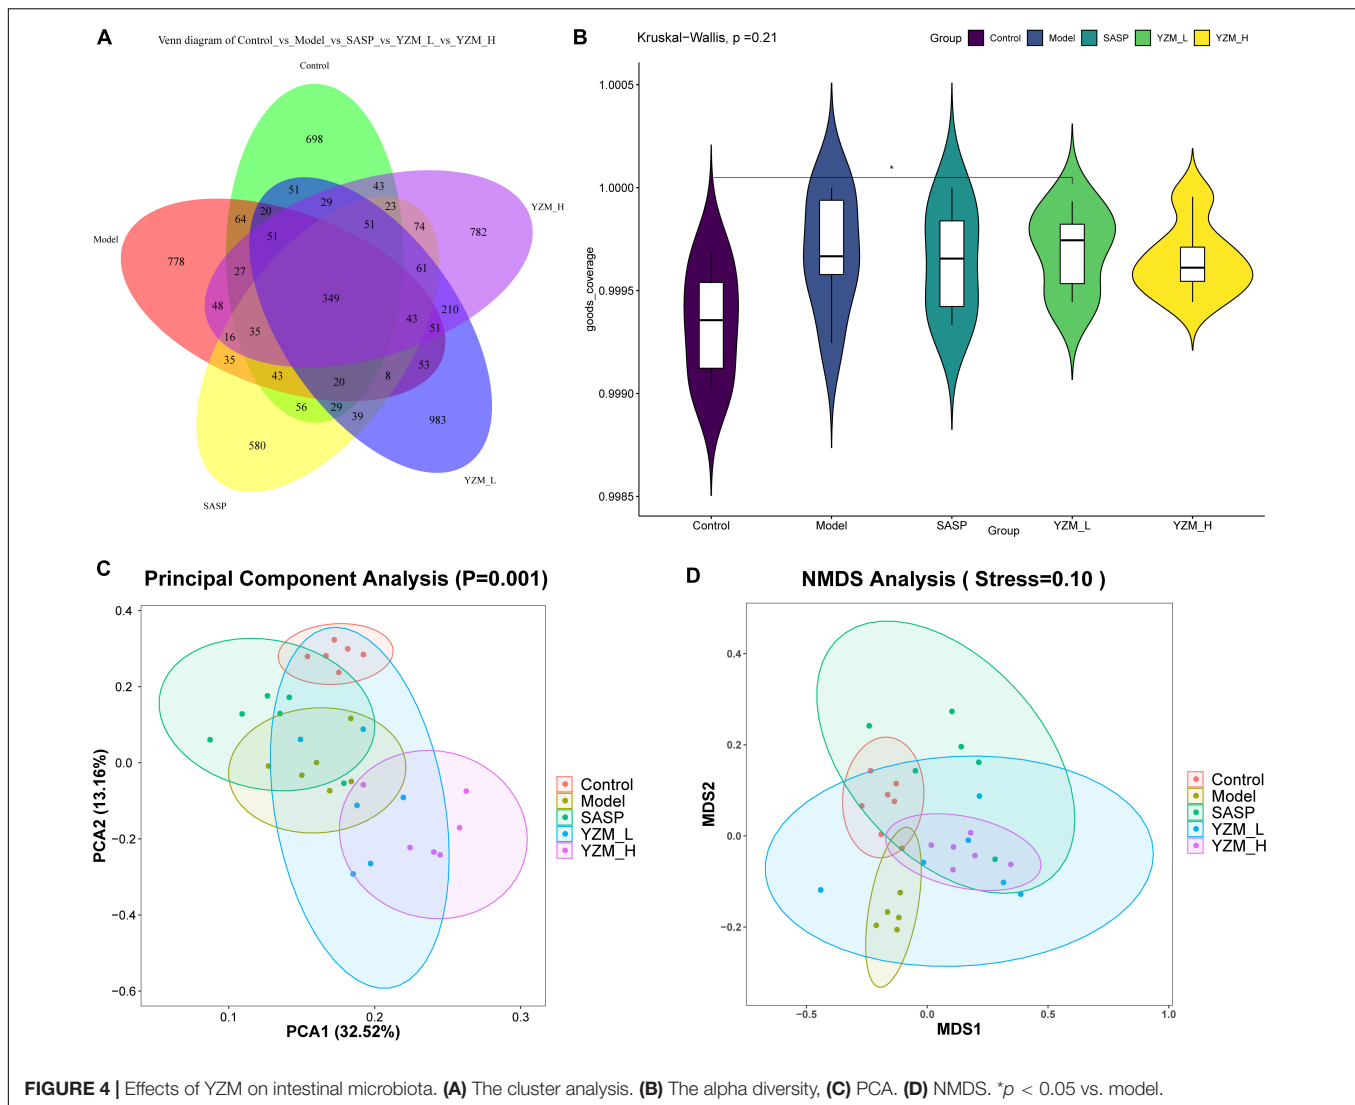 A
Venn diagram of Control_vs_Model_vs_SASP_vs_YZM_L_vs_YZM_H
Control
698
YZM_H
51
43
29
23
20
64
51
51
74
782
Model
778
27
61
349
48
210
43
51
16
35
35
53
43
20
8
56
29
39
983
580
YZM_L
SASP
B
Kruskal−Wallis, p =0.21
Group
Control
Model
SASP
YZM_L
YZM_H
1.0005
1.0000
0.9995
0.9990
0.9985
goods_coverage
*
Control
Model
SASP
YZM_L
YZM_H
Group
C
Principal Component Analysis (P=0.001)
0.4
0.2
0.0
−0.2
−0.4
−0.6
PCA2 (13.16%)
0.1
0.2
0.3
PCA1 (32.52%)
Control
Model
SASP
YZM_L
YZM_H
D
NMDS Analysis ( Stress=0.10 )
0.4
0.2
0.0
−0.2
MDS2
−0.5
0.0
0.5
1.0
MDS1
Control
Model
SASP
YZM_L
YZM_H
FIGURE 4 | Effects of YZM on intestinal microbiota. (A) The cluster analysis. (B) The alpha diversity, (C) PCA. (D) NMDS. *p < 0.05 vs. model.